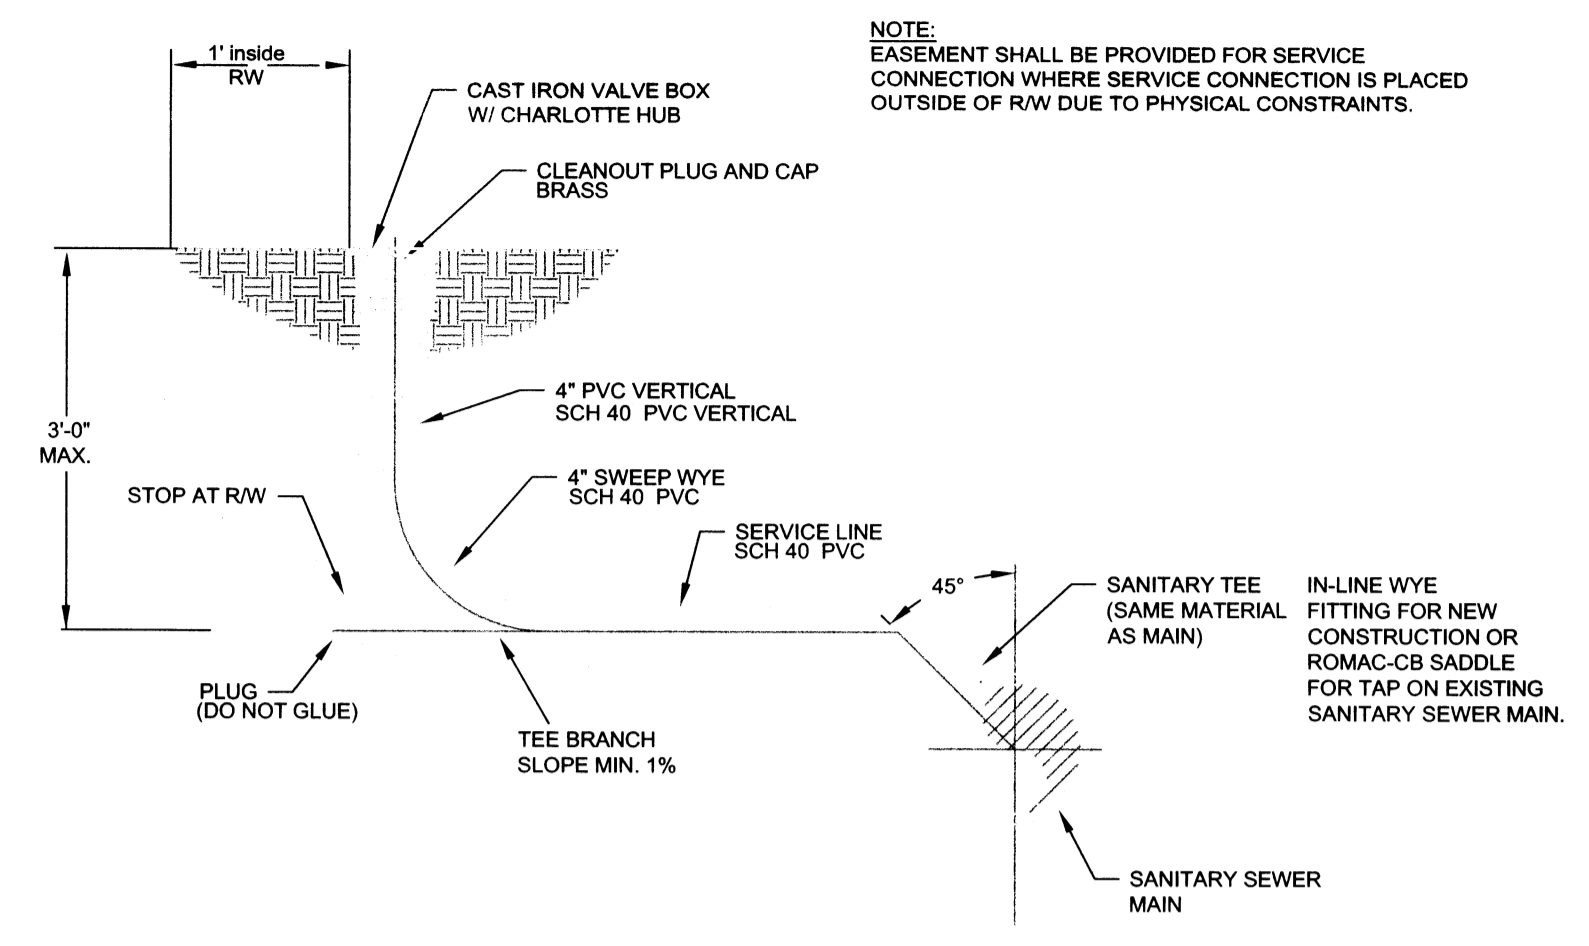 NOTE:
EASEMENT SHALL BE PROVIDED FOR SERVICE
CONNECTION WHERE SERVICE CONNECTION IS PLACED
OUTSIDE OF R/W DUE TO PHYSICAL CONSTRAINTS.
1' inside
RW
CAST IRON VALVE BOX
W/ CHARLOTTE HUB
CLEANOUT PLUG AND CAP
BRASS
4" PVC VERTICAL
SCH 40 PVC VERTICAL
3'-0"
MAX.
STOP AT R/W
4" SWEEP WYE
SCH 40 PVC
SERVICE LINE
SCH 40 PVC
45°
SANITARY TEE
(SAME MATERIAL
AS MAIN)
IN-LINE WYE
FITTING FOR NEW
CONSTRUCTION OR
ROMAC-CB SADDLE
FOR TAP ON EXISTING
SANITARY SEWER MAIN.
PLUG
(DO NOT GLUE)
TEE BRANCH
SLOPE MIN. 1%
SANITARY SEWER
MAIN